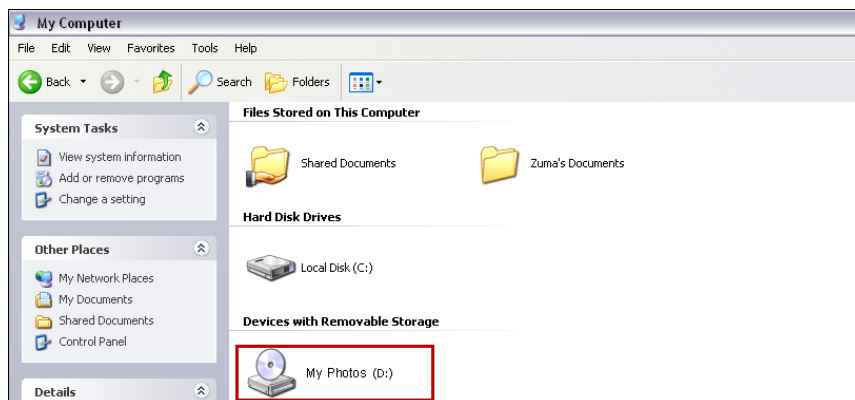 My Computer
File Edit View Favorites Tools Help
Back Search Folders
System Tasks
View system information
Add or remove programs
Change a setting
Other Places
My Network Places
My Documents
Shared Documents
Control Panel
Details
Files Stored on This Computer
Shared Documents Zuma's Documents
Hard Disk Drives
Local Disk (C:)
Devices with Removable Storage
My Photos (D:)